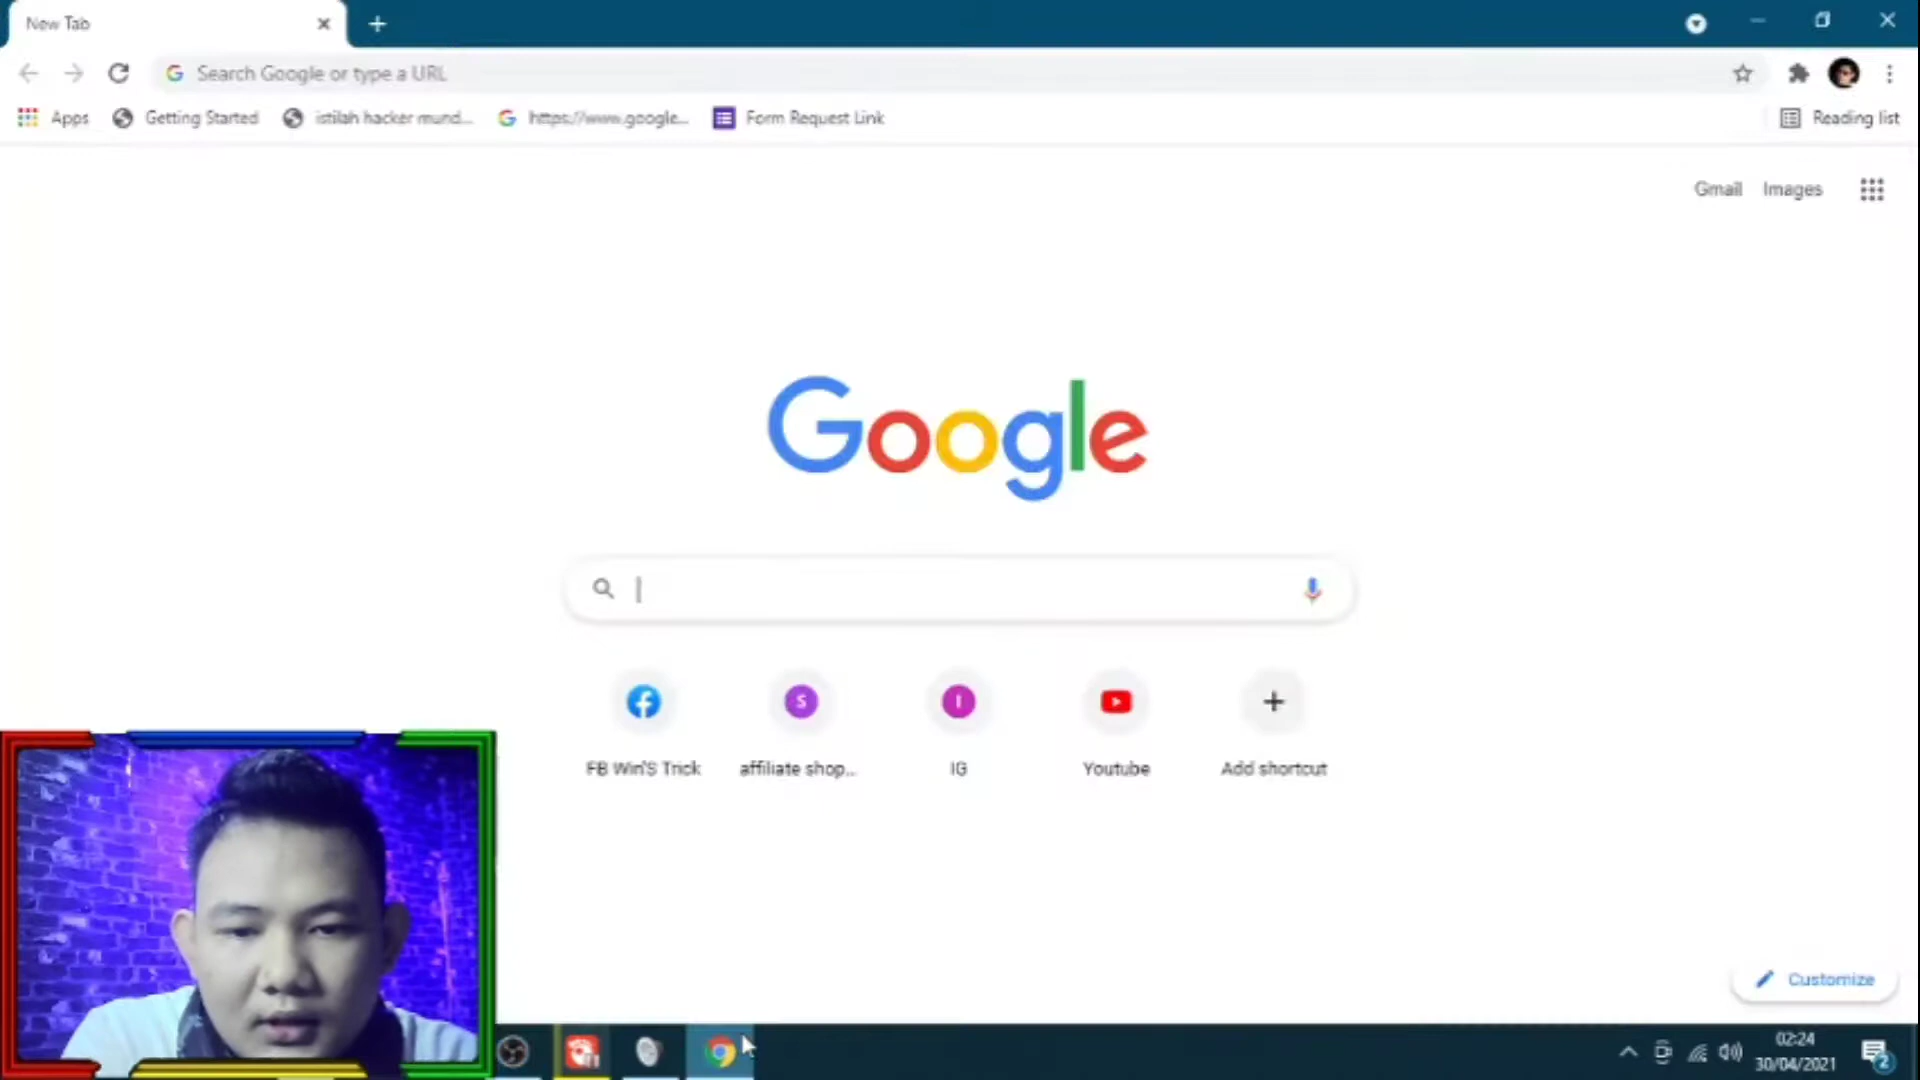 New Tab
Search Google or type a URL
Apps
Getting Started
istilah hacker mund...
https://www.google...
Form Request Link
Reading list
Gmail
Images
Google
FB Win'S Trick
affiliate shop...
IG
Youtube
Add shortcut
Customize
02:24
30/04/2021
2